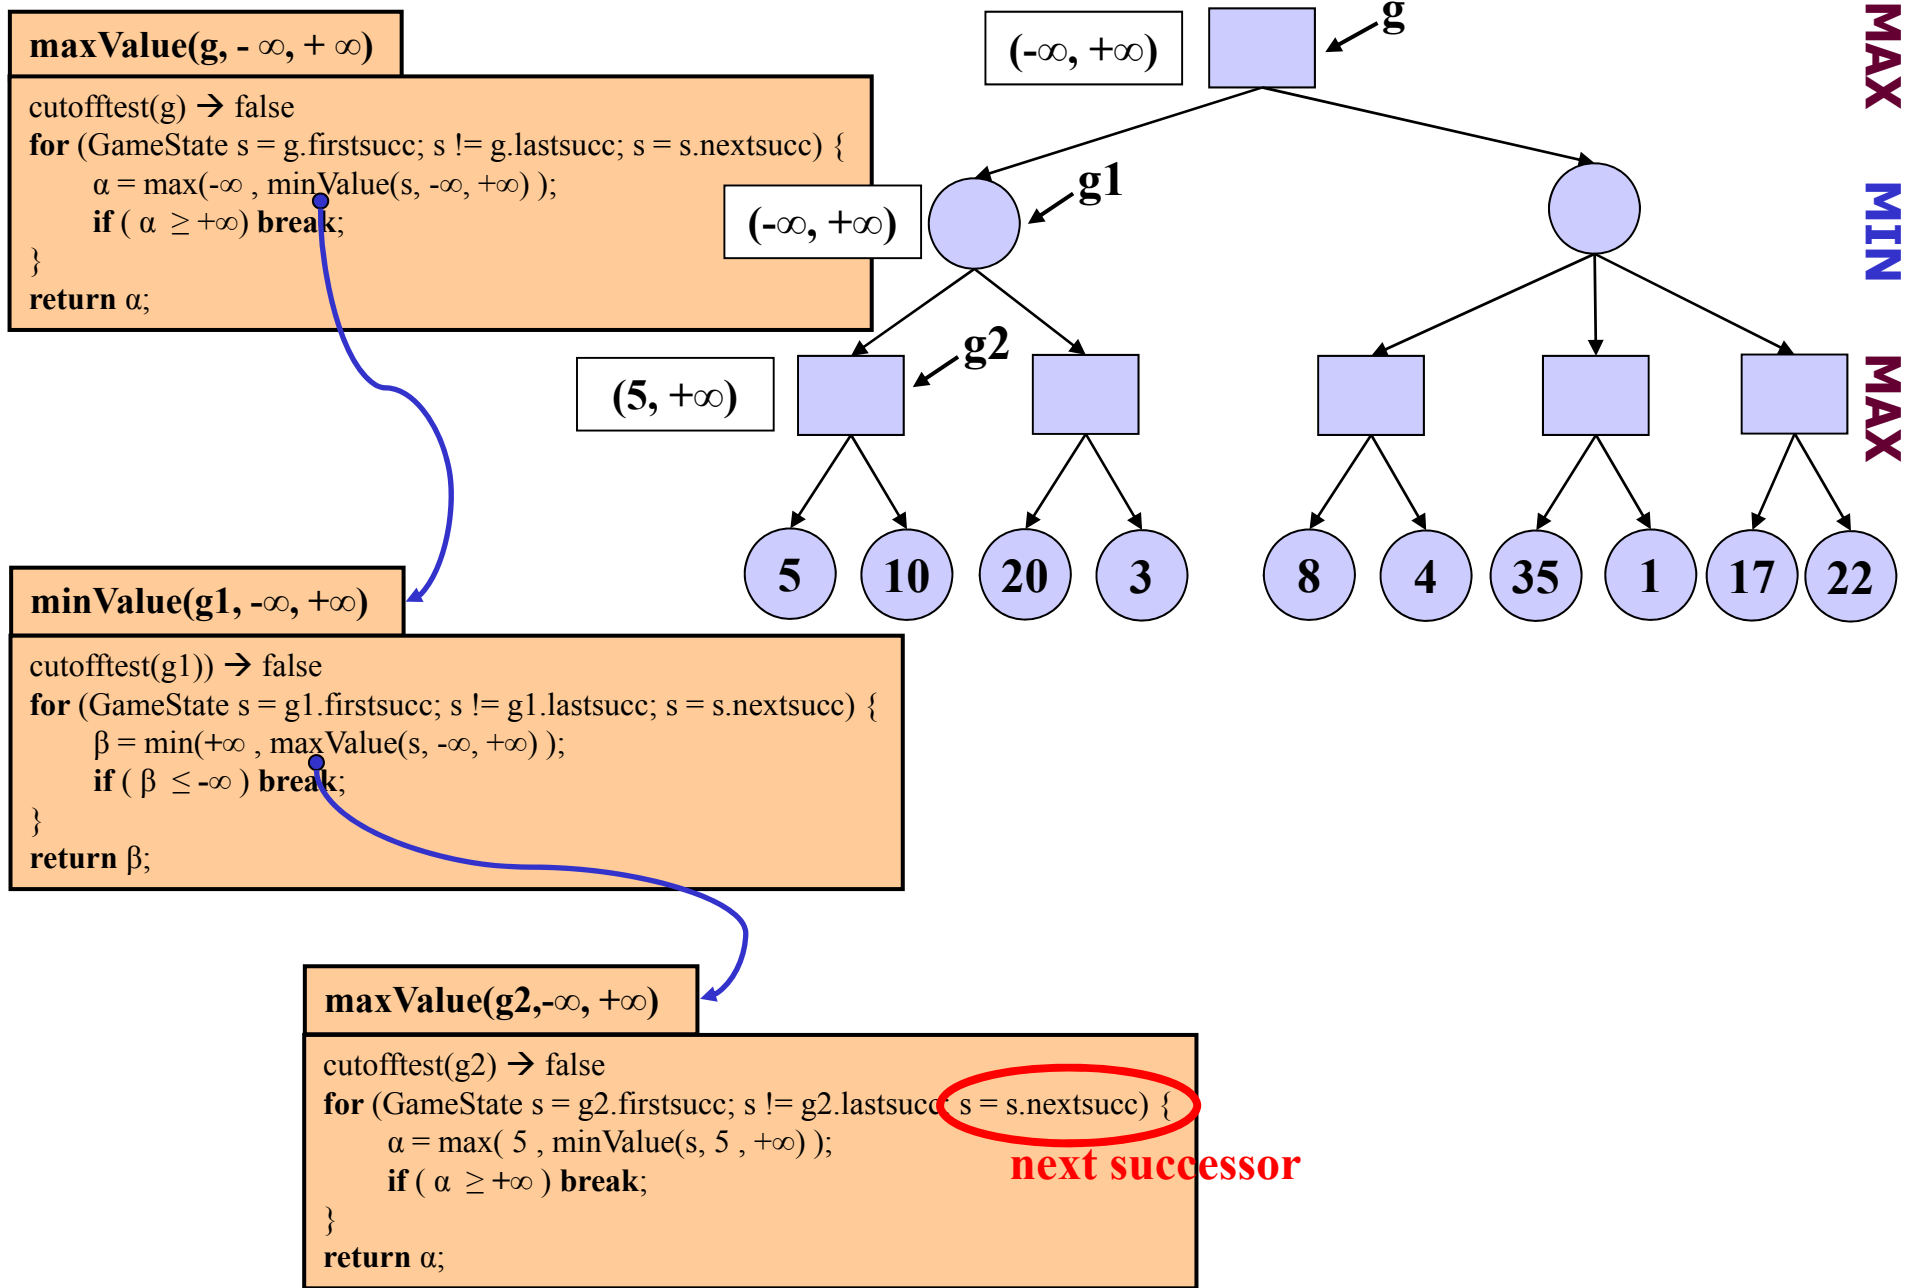 maxValue(g, - ∞, + ∞)
cutofftest(g) → false
for (GameState s = g.firstsucc; s != g.lastsucc; s = s.nextsucc) {
α = max(-∞ , minValue(s, -∞, +∞) );
if ( α ≥ +∞) break;
}
return α;
(-∞, +∞)
g
MAX
(-∞, +∞)
g1
MIN
(5, +∞)
g2
MAX
5 10 20 3 8 4 35 1 17 22
minValue(g1, -∞, +∞)
cutofftest(g1)) → false
for (GameState s = g1.firstsucc; s != g1.lastsucc; s = s.nextsucc) {
β = min(+∞ , maxValue(s, -∞, +∞) );
if ( β ≤ -∞ ) break;
}
return β;
maxValue(g2,-∞, +∞)
cutofftest(g2) → false
for (GameState s = g2.firstsucc; s != g2.lastsucc; s = s.nextsucc) {
α = max( 5 , minValue(s, 5 , +∞) );
next successor
if ( α ≥ +∞ ) break;
}
return α;